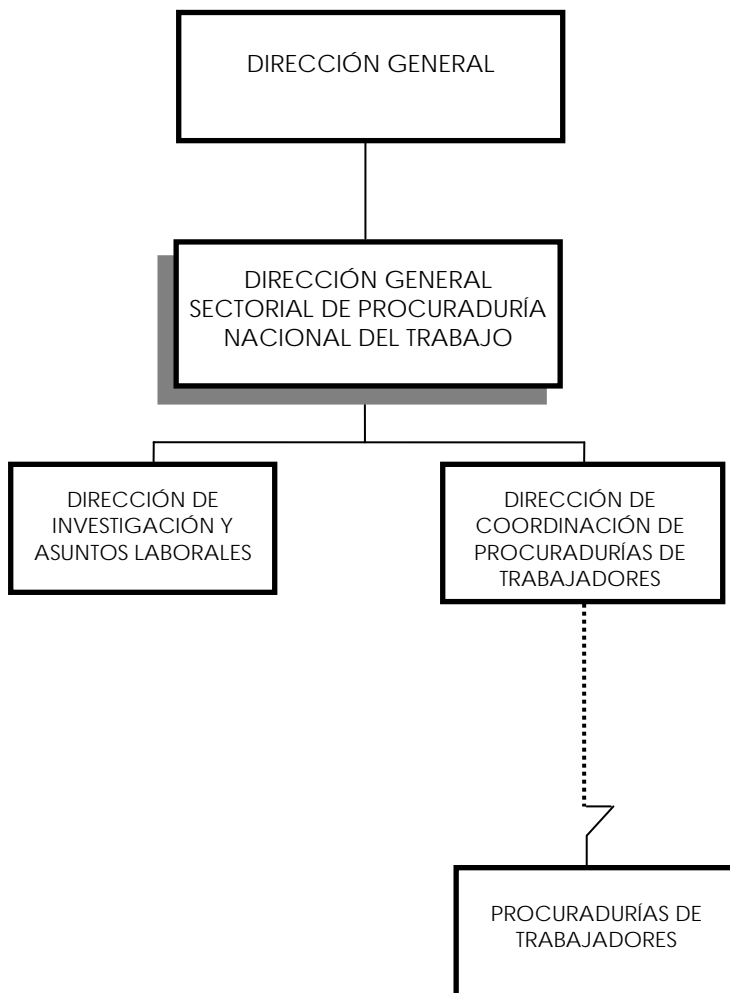 DIRECCIÓN GENERAL
DIRECCIÓN GENERAL
SECTORIAL DE PROCURADURÍA
NACIONAL DEL TRABAJO
DIRECCIÓN DE
INVESTIGACIÓN Y
ASUNTOS LABORALES
DIRECCIÓN DE
COORDINACIÓN DE
PROCURADURÍAS DE
TRABAJADORES
PROCURADURÍAS DE
TRABAJADORES